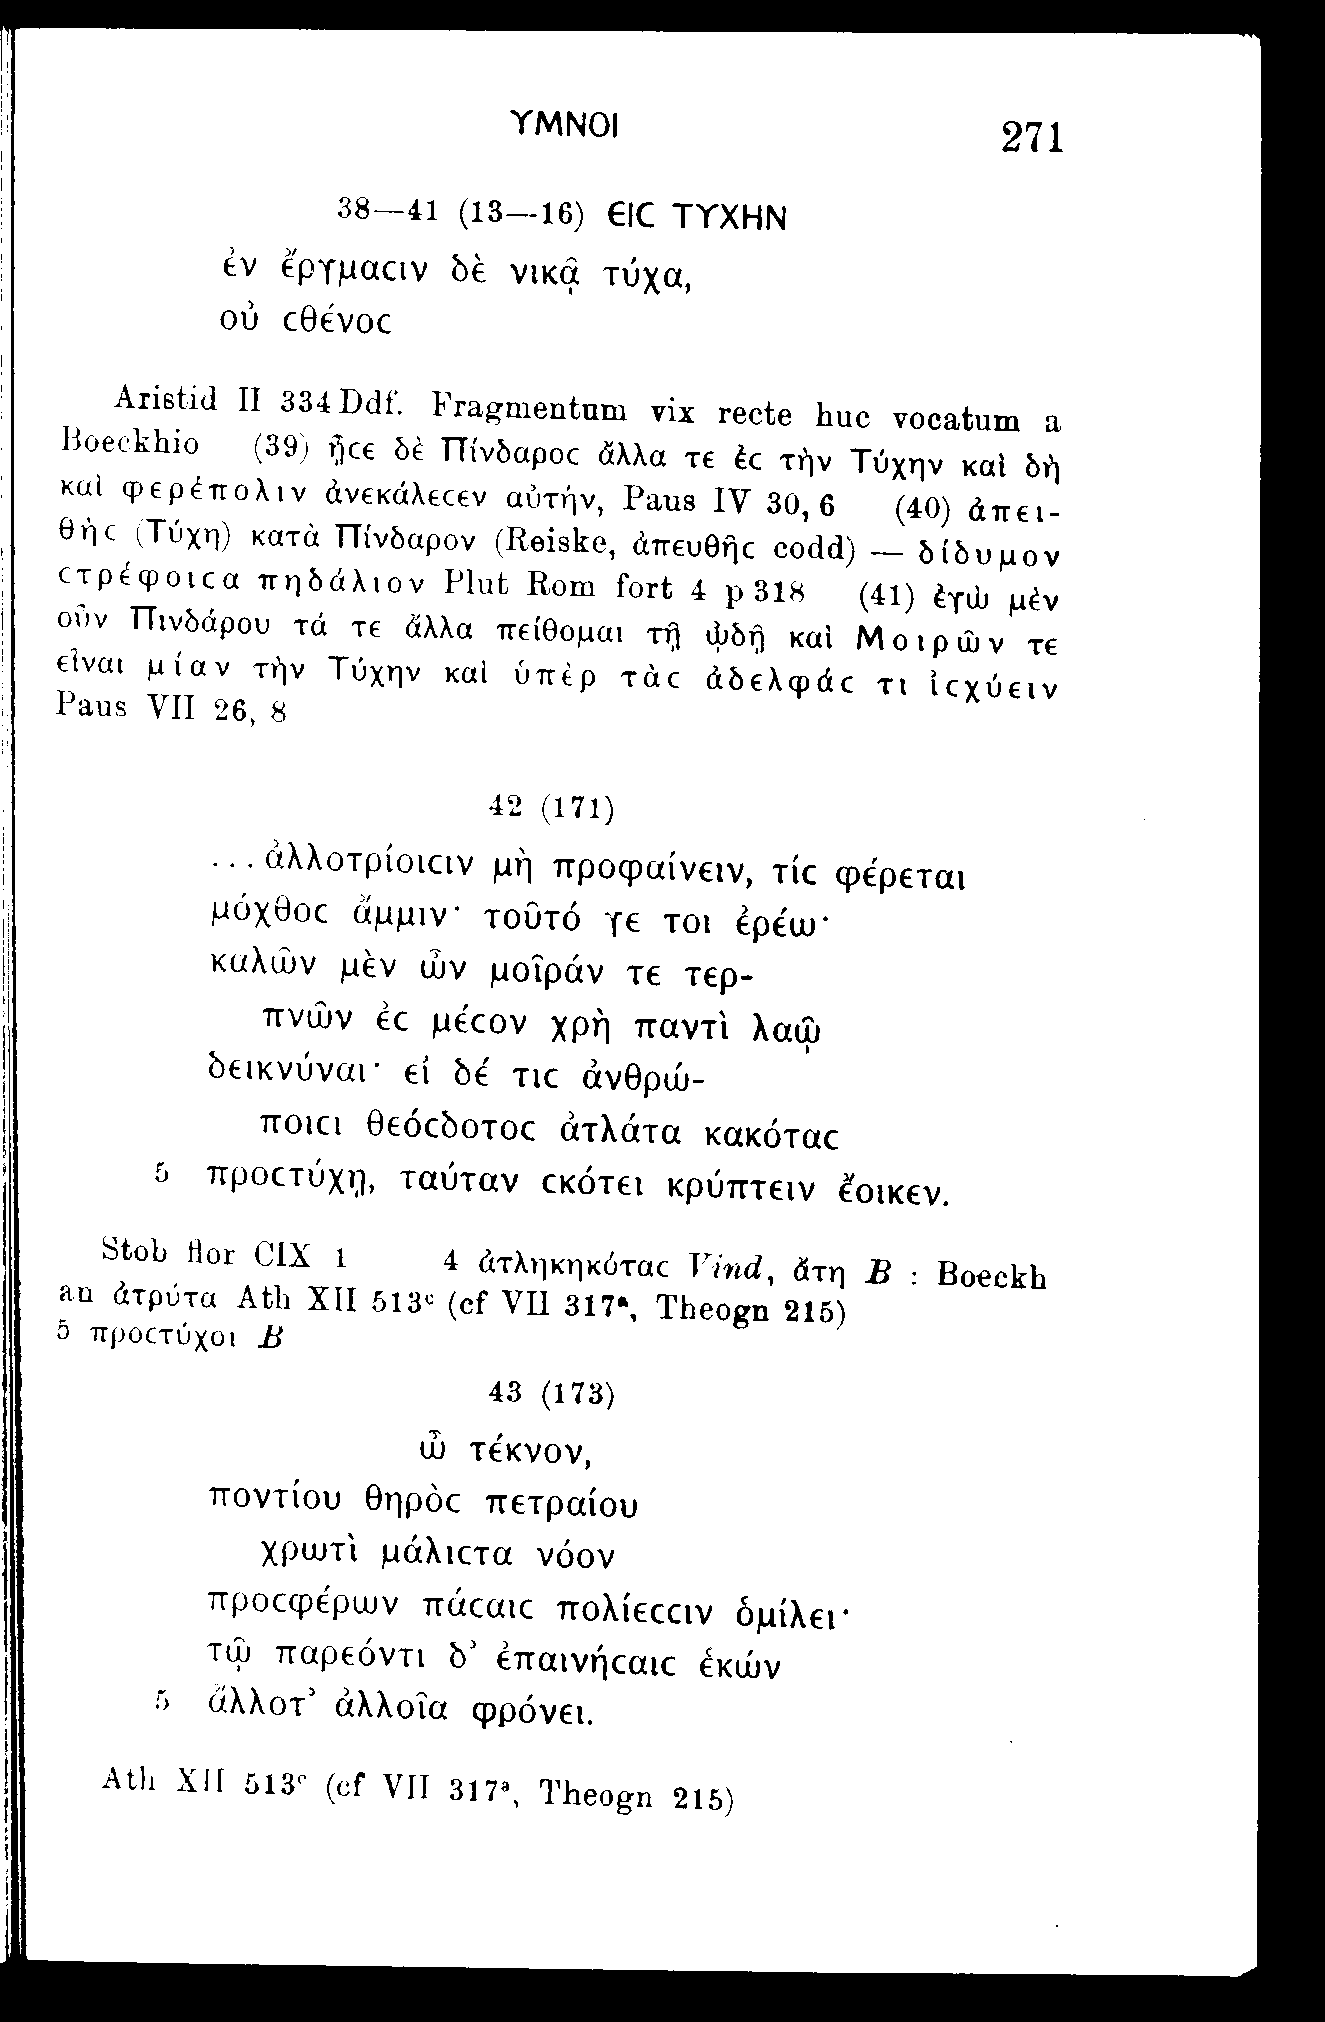 ΥΜΝΟΙ
271
38—41 (13—16) ΕΙϹ ΤΥΧΗΝ
ἐν ἔργμαϲιν δὲ νικᾷ τύχα,
οὐ ϲθένοϲ
Aristid II 334 Ddf. Fragmentum vix recte huc vocatum a
Boeckhio (39) ᾖϲε δὲ Πίνδαροϲ ἄλλα τε ἐϲ τὴν Τύχην καὶ δὴ
καὶ φερέπολιν ἀνεκάλεϲεν αὐτήν, Paus IV 30, 6 (40) ἀπει-
θὴϲ (Τύχη) κατὰ Πίνδαρον (Reiske, ἀπευθῆϲ codd) — δίδυμον
ϲτρέφοιϲα πηδάλιον Plut Rom fort 4 p 318 (41) ἐγὼ μὲν
οὖν Πινδάρου τά τε ἄλλα πείθομαι τῇ ᾠδῇ καὶ Μοιρῶν τε
εἶναι μίαν τὴν Τύχην καὶ ὑπὲρ τὰϲ ἀδελφάϲ τι ἰϲχύειν
Paus VII 26, 8
42 (171)
... ἀλλοτρίοιϲιν μὴ προφαίνειν, τίϲ φέρεται
μόχθοϲ ἄμμιν· τοῦτό γε τοι ἐρέω·
καλῶν μὲν ὦν μοῖράν τε τερ-
πνῶν ἐϲ μέϲον χρὴ παντὶ λαῷ
δεικνύναι· εἰ δέ τιϲ ἀνθρώ-
ποιϲι θεόϲδοτοϲ ἀτλάτα κακόταϲ
5 προϲτύχῃ, ταύταν ϲκότει κρύπτειν ἔοικεν.
Stob flor CIX 1 4 ἀτληκηκόταϲ Vind, ἄτη B : Boeckh
an ἀτρύτα Ath XII 513c (cf VII 317a, Theogn 215)
5 προϲτύχοι B
43 (173)
ὦ τέκνον,
ποντίου θηρὸϲ πετραίου
χρωτὶ μάλιϲτα νόον
προϲφέρων πάϲαιϲ πολίεϲϲιν ὁμίλει·
τῷ παρεόντι δ’ ἐπαινήϲαιϲ ἑκών
5 ἄλλοτ’ ἀλλοῖα φρόνει.
Ath XII 513c (cf VII 317a, Theogn 215)